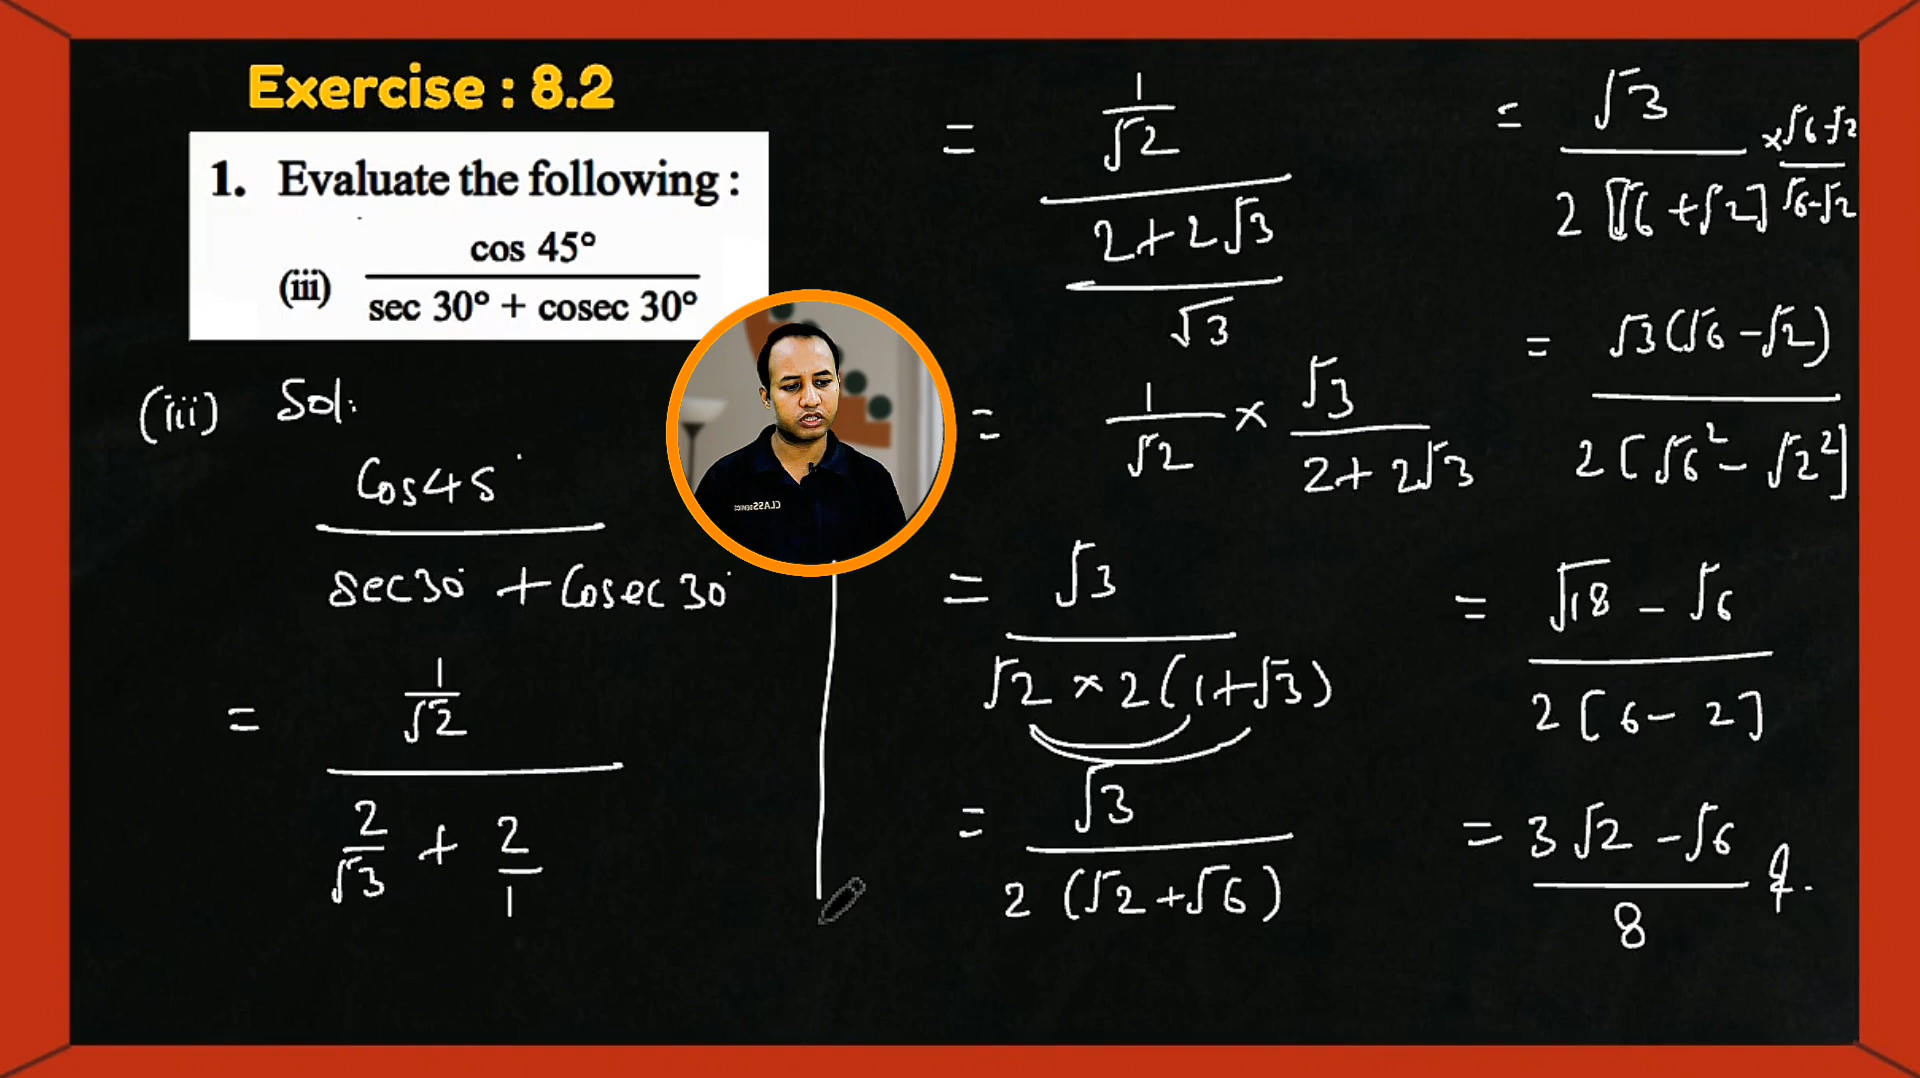 Exercise : 8.2
1. Evaluate the following :
(iii) cos 45°
sec 30° + cosec 30°
(iii) Sol:
Cos45°
sec30° + Cosec30°
= 1
√2
2/√3 + 2/1
= 1
√2
2+2√3
√3
= 1/√2 × √3/2+2√3
= √3
√2 × 2(1+√3)
= √3
2 (√2+√6)
= √3 × √6-√2
2 [√6+√2] √6-√2
= √3(√6-√2)
2[√6² - √2²]
= √18 - √6
2[6-2]
= 3√2 - √6
8